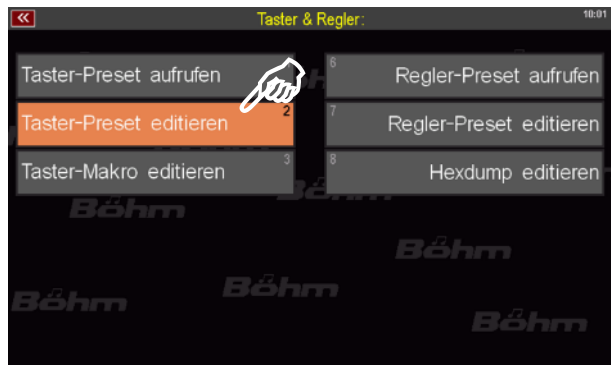 Taster & Regler:
10:01
Taster-Preset aufrufen
6
Regler-Preset aufrufen
Taster-Preset editieren
2
7
Regler-Preset editieren
Taster-Makro editieren
3
8
Hexdump editieren
Böhm
Böhm
Böhm
Böhm
Böhm